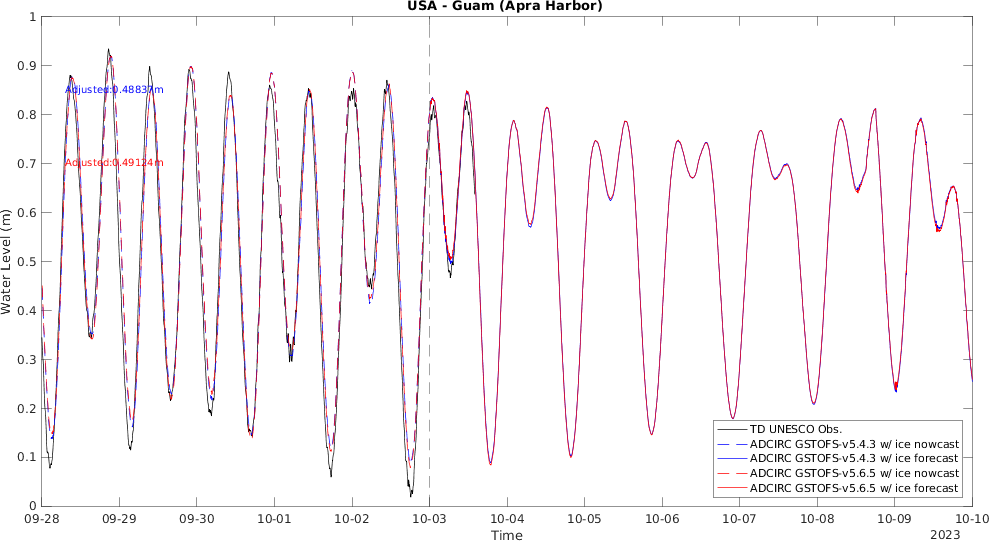 USA - Guam (Apra Harbor)
1
0.9
Adjusted:0.48837m
0.8
0.7
Adjusted:0.49124m
0.6
0.5
0.4
0.3
0.2
0.1
0
Water Level (m)
TD UNESCO Obs.
ADCIRC GSTOFS-v5.4.3 w/ ice nowcast
ADCIRC GSTOFS-v5.4.3 w/ ice forecast
ADCIRC GSTOFS-v5.6.5 w/ ice nowcast
ADCIRC GSTOFS-v5.6.5 w/ ice forecast
09-28 09-29 09-30 10-01 10-02 10-03 10-04 10-05 10-06 10-07 10-08 10-09 10-10
Time
2023